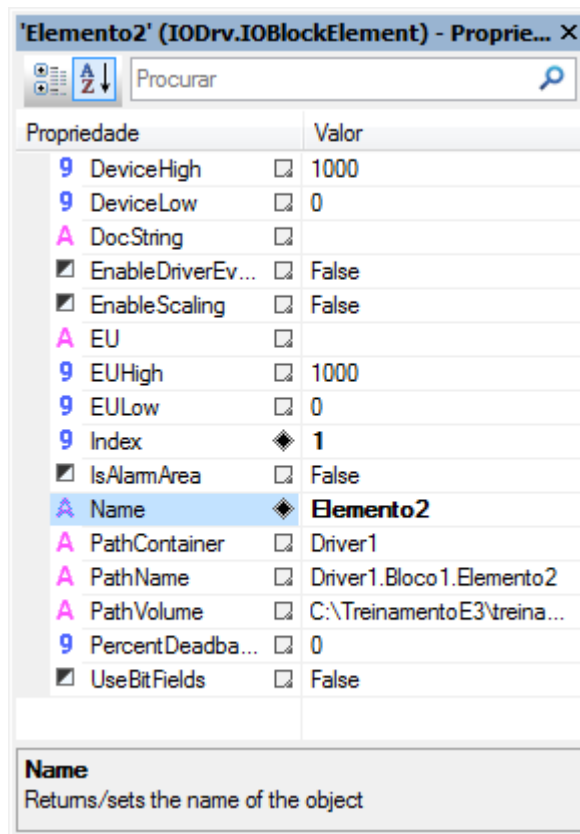 'Elemento2' (IODrv.IOBlockElement) - Proprie...
Procurar
Propriedade Valor
DeviceHigh 1000
DeviceLow 0
DocString
EnableDriverEv... False
EnableScaling False
EU
EUHigh 1000
EULow 0
Index 1
IsAlarmArea False
Name Elemento2
PathContainer Driver1
PathName Driver1.Bloco1.Elemento2
PathVolume C:\TreinamentoE3\treina...
PercentDeadba... 0
UseBitFields False
Name
Returns/sets the name of the object